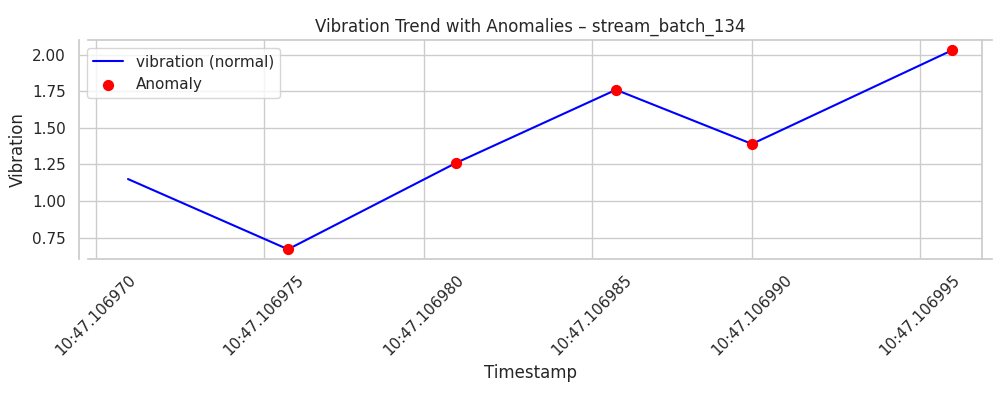 Vibration Trend with Anomalies – stream_batch_134
vibration (normal)
Anomaly
Vibration
2.00
1.75
1.50
1.25
1.00
0.75
10:47.106970
10:47.106975
10:47.106980
10:47.106985
10:47.106990
10:47.106995
Timestamp